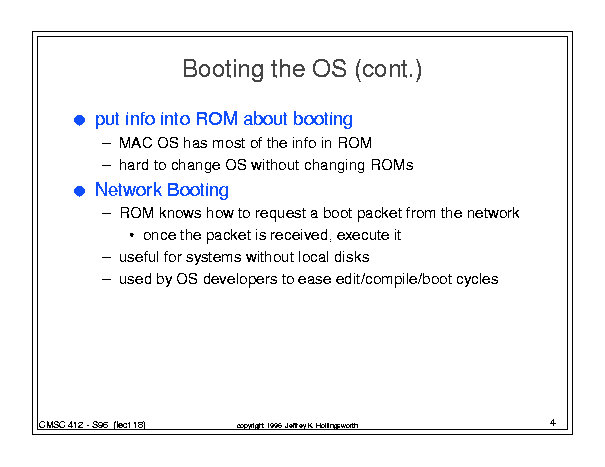 Booting the OS (cont.)
● put info into ROM about booting
– MAC OS has most of the info in ROM
– hard to change OS without changing ROMs
● Network Booting
– ROM knows how to request a boot packet from the network
• once the packet is received, execute it
– useful for systems without local disks
– used by OS developers to ease edit/compile/boot cycles
CMSC 412 - S96 (lect 18)
copyright 1996 Jeffrey K. Hollingsworth
4